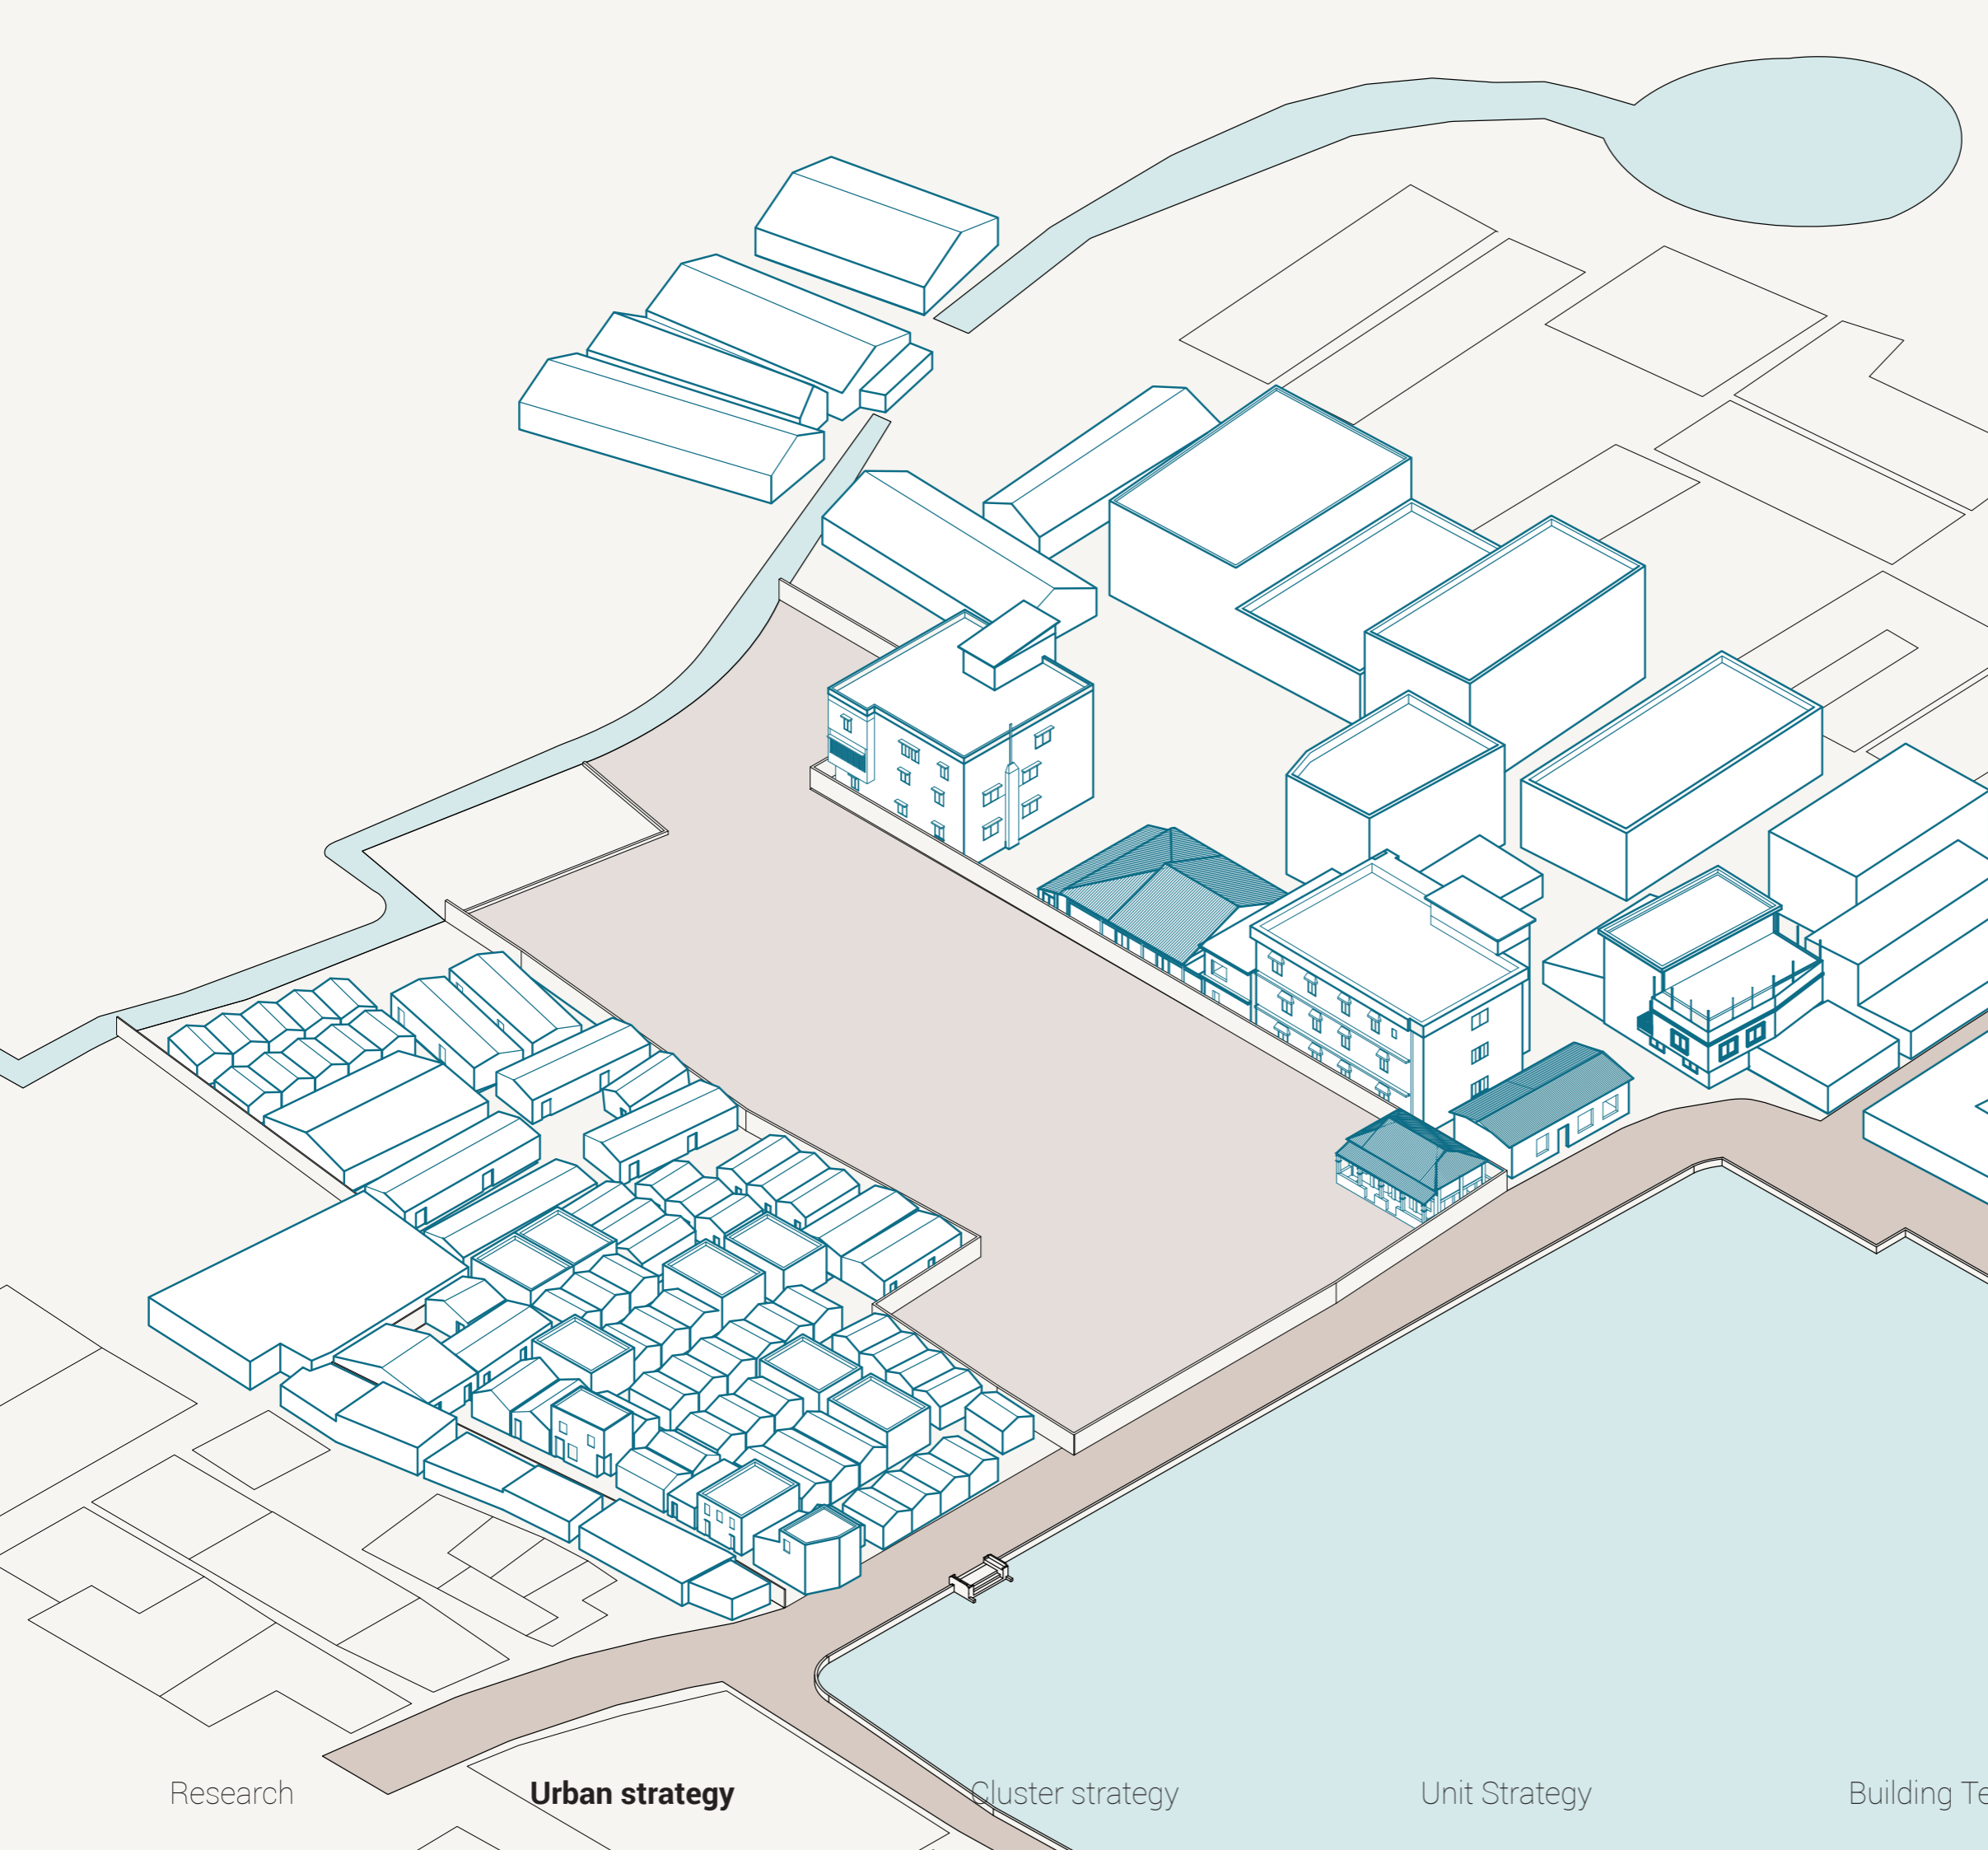 Research
Urban strategy
Cluster strategy
Unit Strategy
Building Te